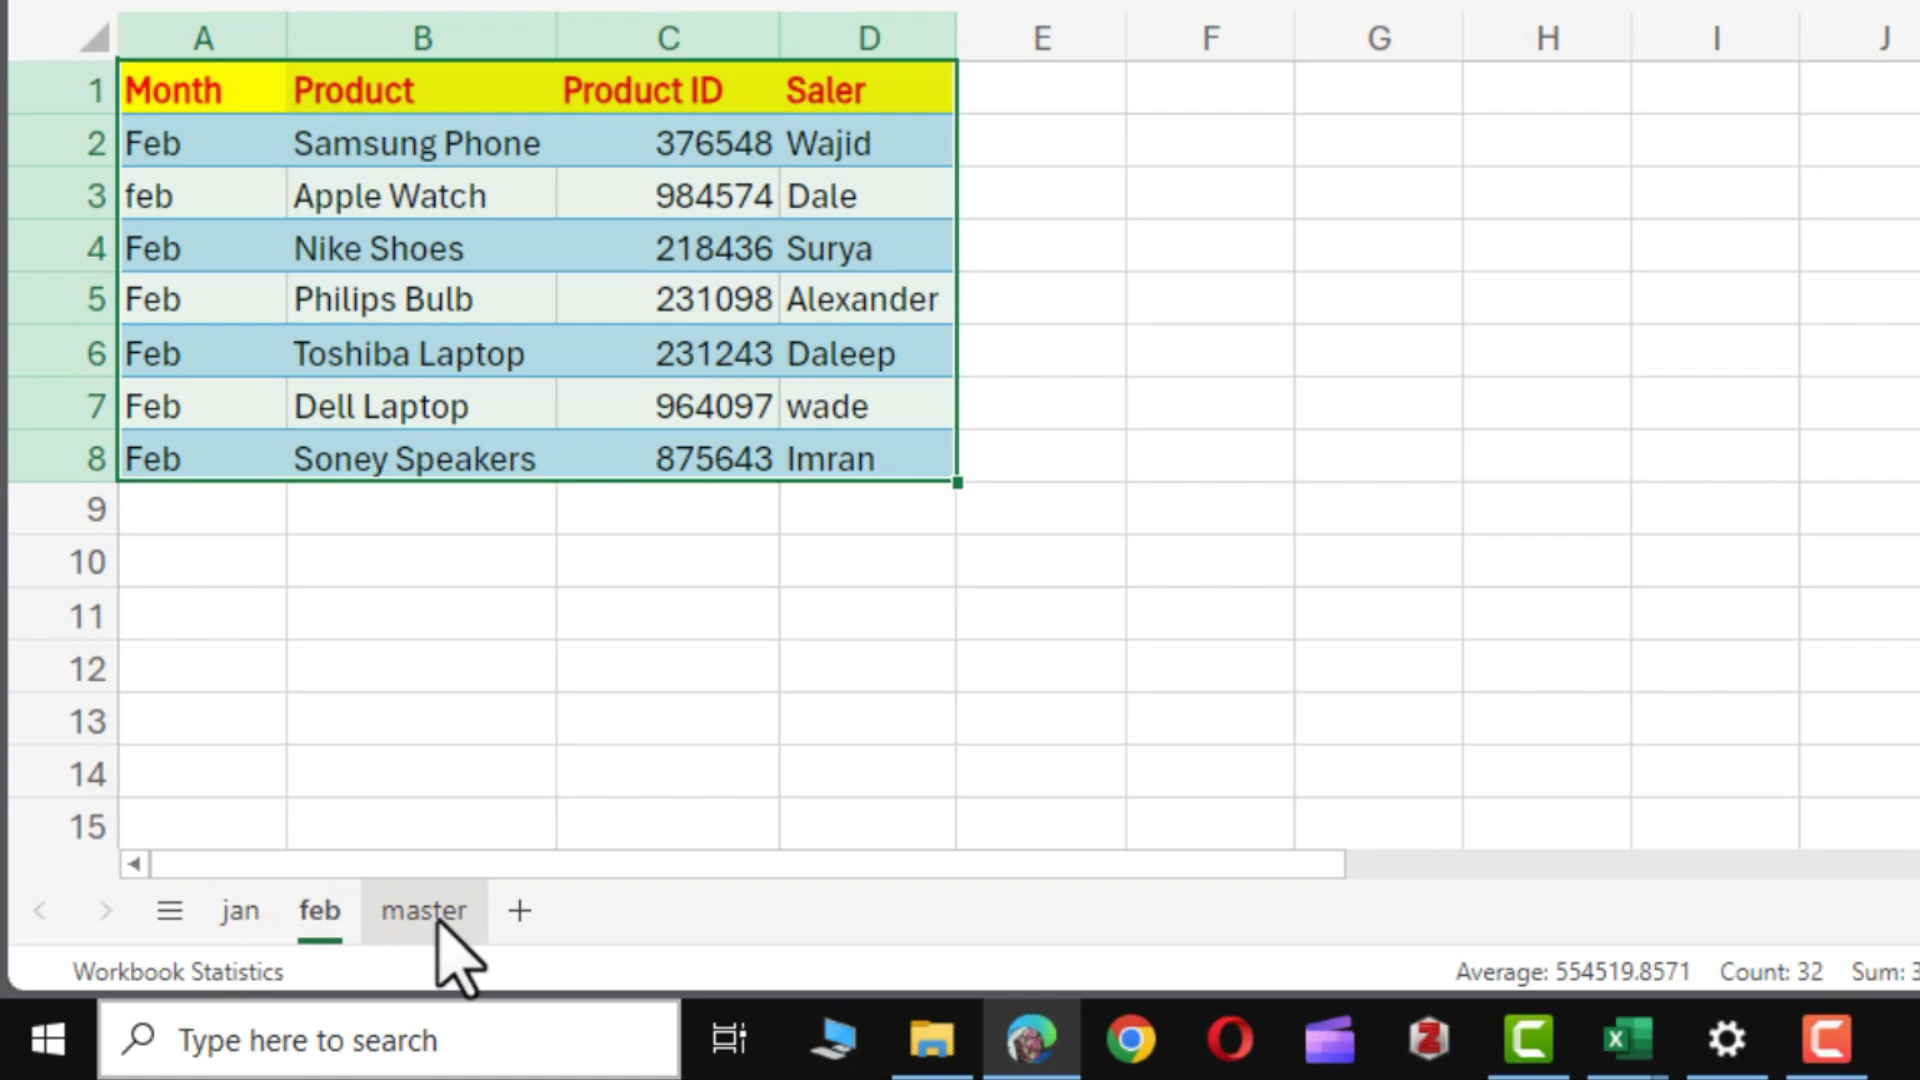 A B C D E F G H I J
1 Month Product Product ID Saler
2 Feb Samsung Phone 376548 Wajid
3 feb Apple Watch 984574 Dale
4 Feb Nike Shoes 218436 Surya
5 Feb Philips Bulb 231098 Alexander
6 Feb Toshiba Laptop 231243 Daleep
7 Feb Dell Laptop 964097 wade
8 Feb Soney Speakers 875643 Imran
9
10
11
12
13
14
15
jan feb master
Workbook Statistics Average: 554519.8571 Count: 32 Sum: 3
Type here to search